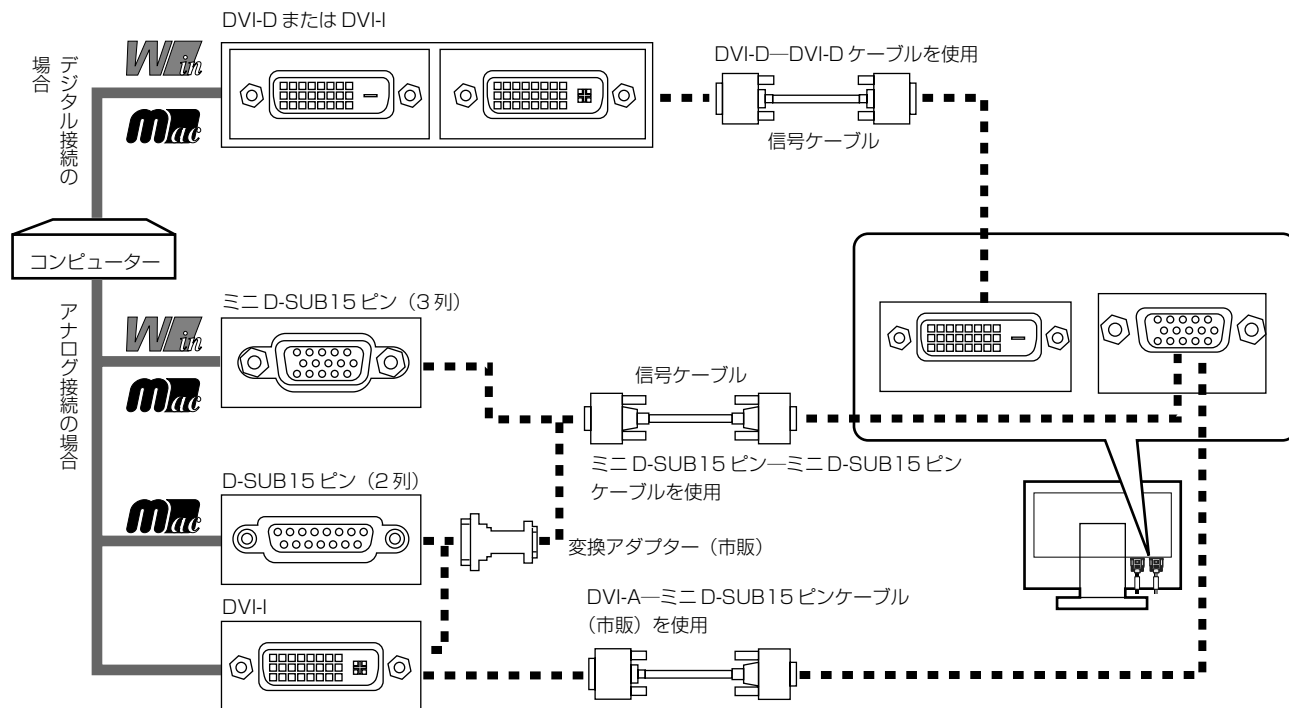 DVI-D または DVI-I
Win
Mac
デジタル接続の
場合
DVI-D―DVI-D ケーブルを使用
信号ケーブル
コンピューター
アナログ接続の場合
ミニ D-SUB15 ピン（3 列）
Win
Mac
信号ケーブル
ミニ D-SUB15 ピン―ミニ D-SUB15 ピン
ケーブルを使用
D-SUB15 ピン（2 列）
Mac
変換アダプター（市販）
DVI-I
DVI-A―ミニ D-SUB15 ピンケーブル
（市販）を使用